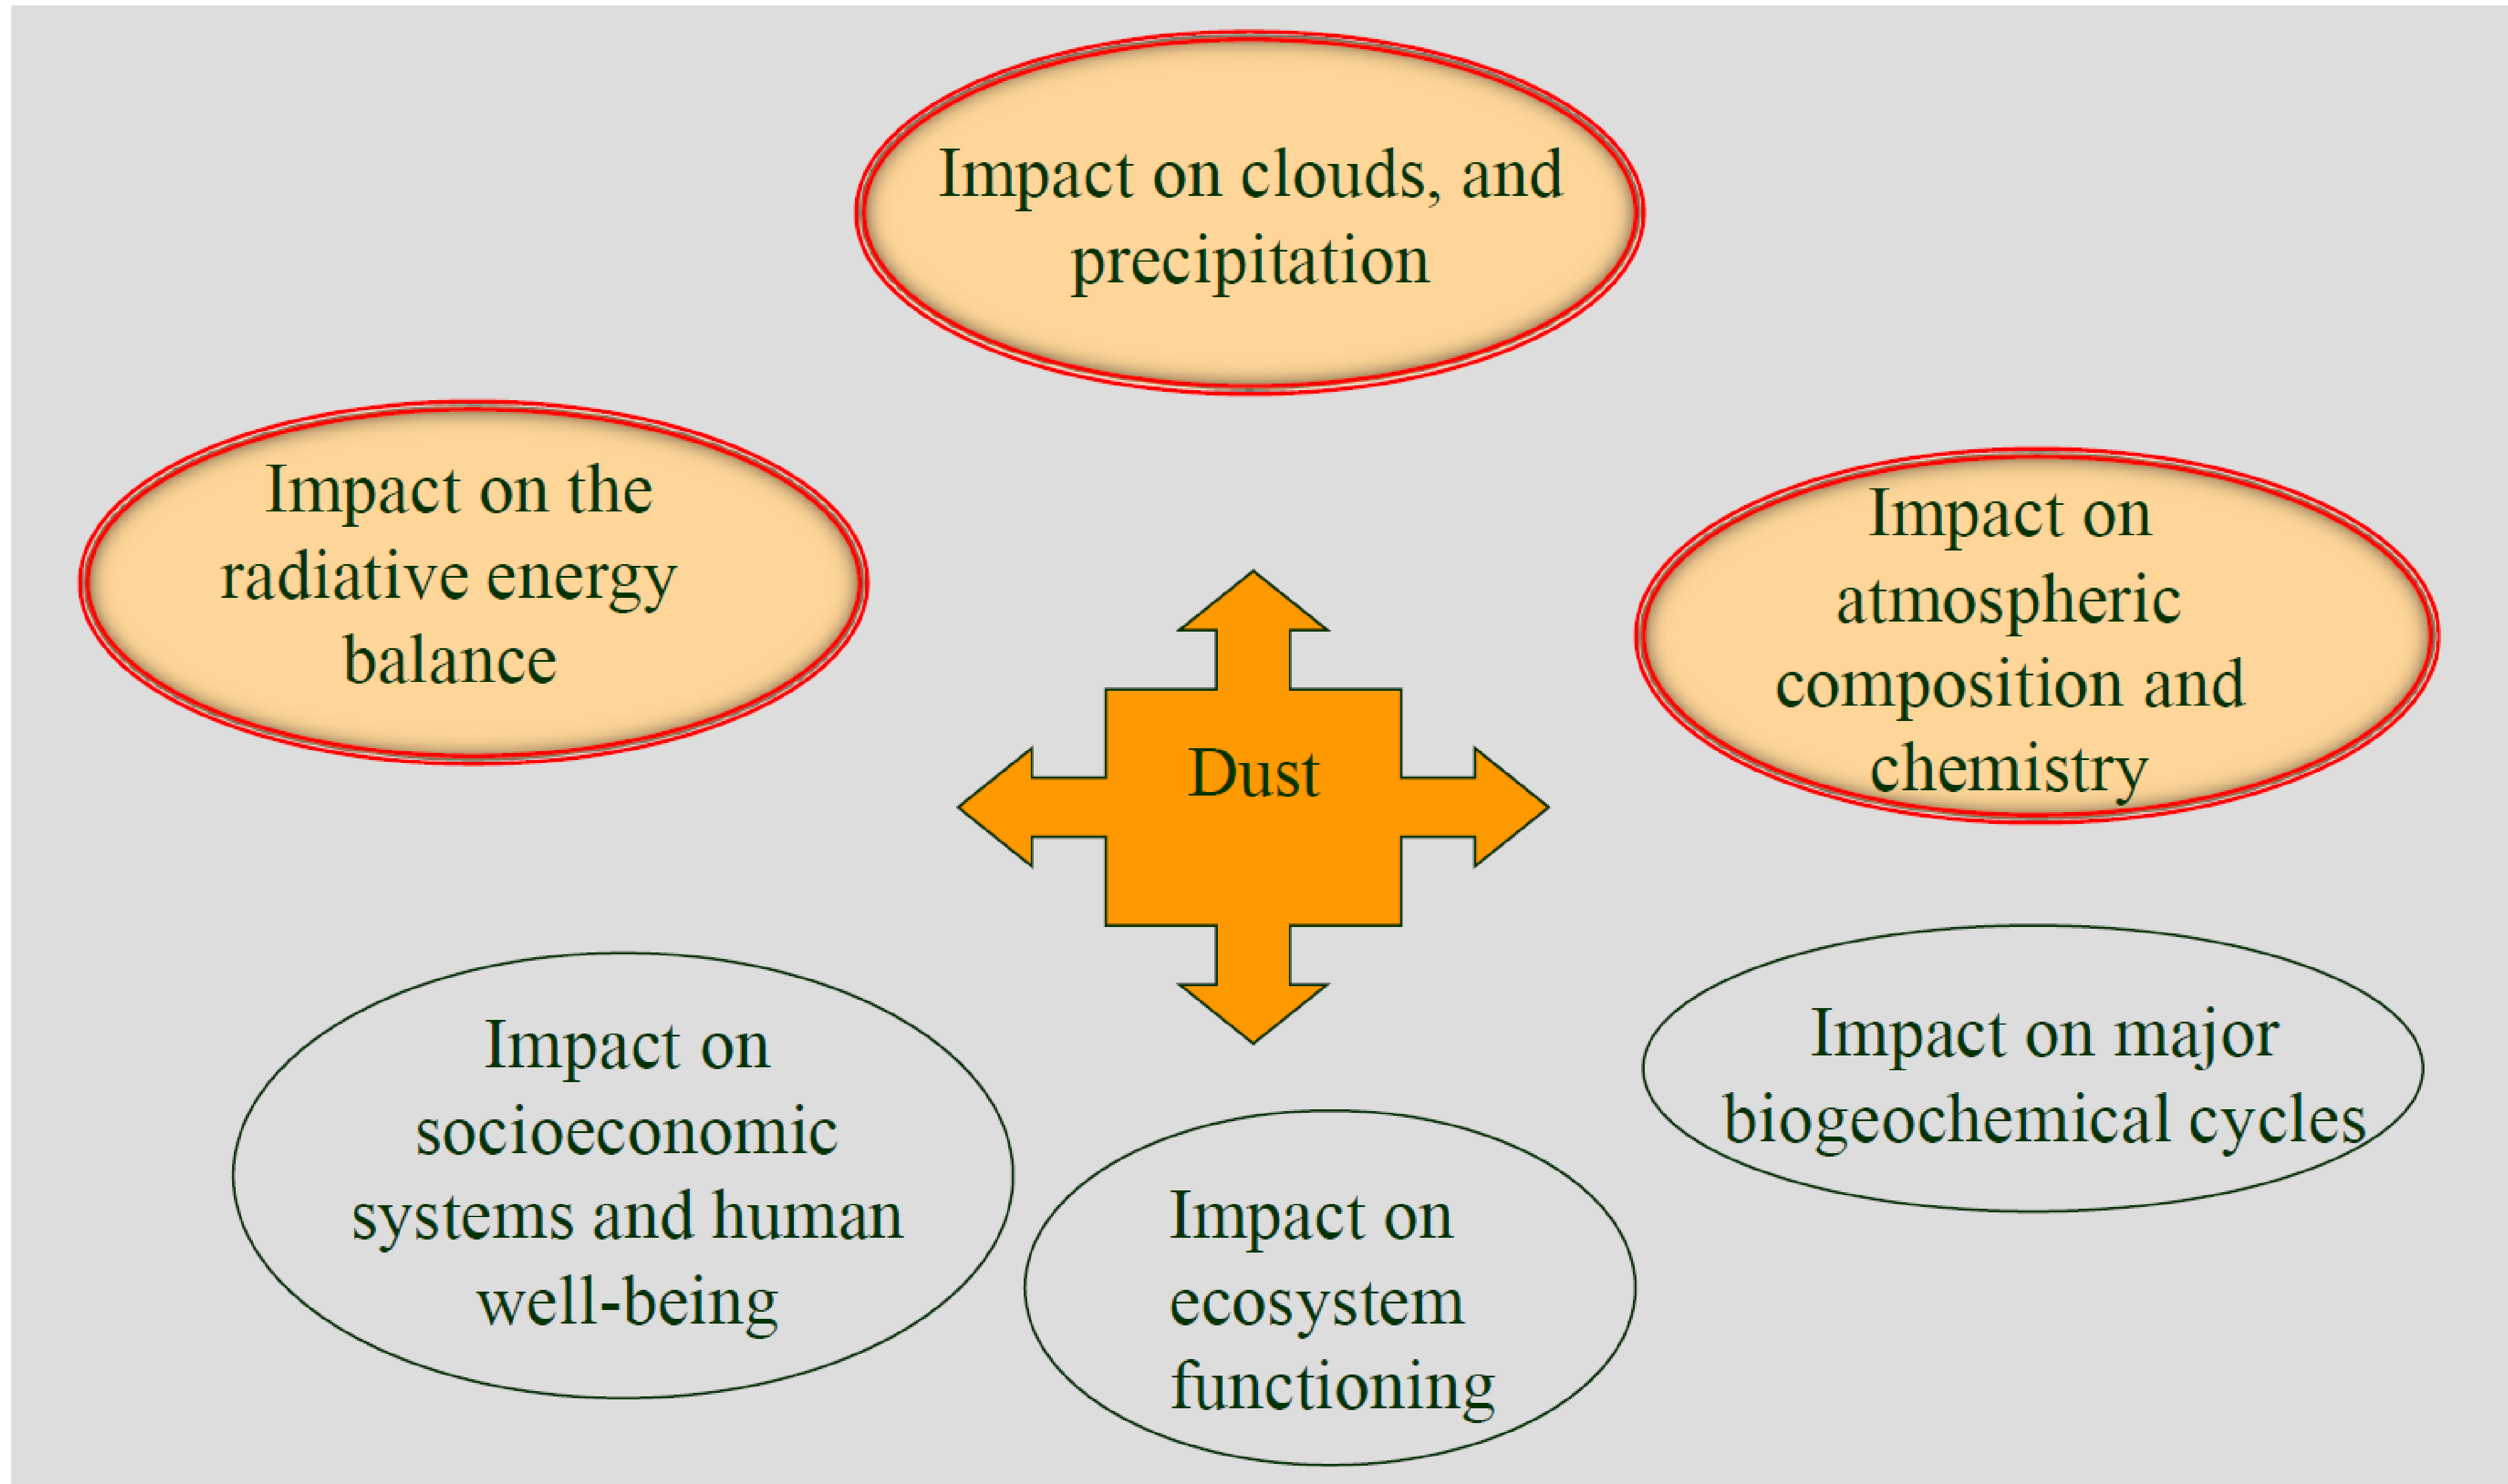 Impact on clouds, and
precipitation
Impact on the
radiative energy
balance
Impact on
atmospheric
composition and
chemistry
Dust
Impact on
socioeconomic
systems and human
well-being
Impact on
ecosystem
functioning
Impact on major
biogeochemical cycles